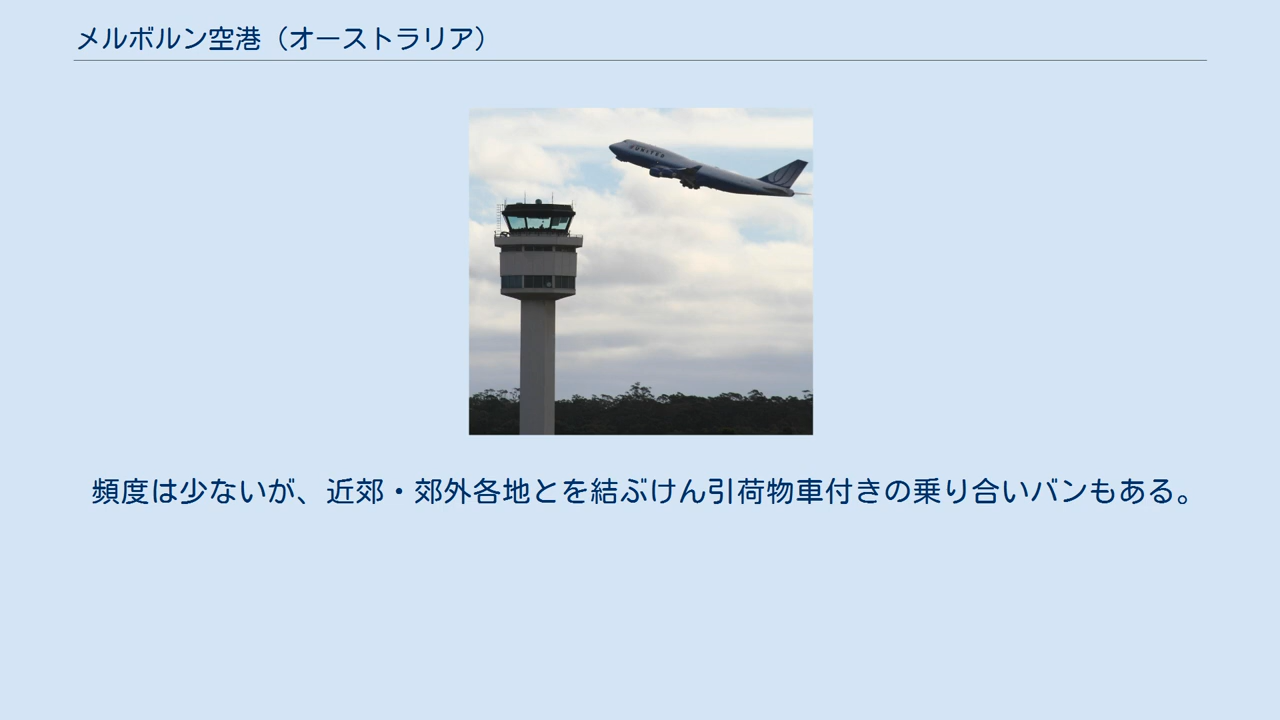 メルボルン空港（オーストラリア）
UNITED
頻度は少ないが、近郊・郊外各地とを結ぶけん引荷物車付きの乗り合いバンもある。